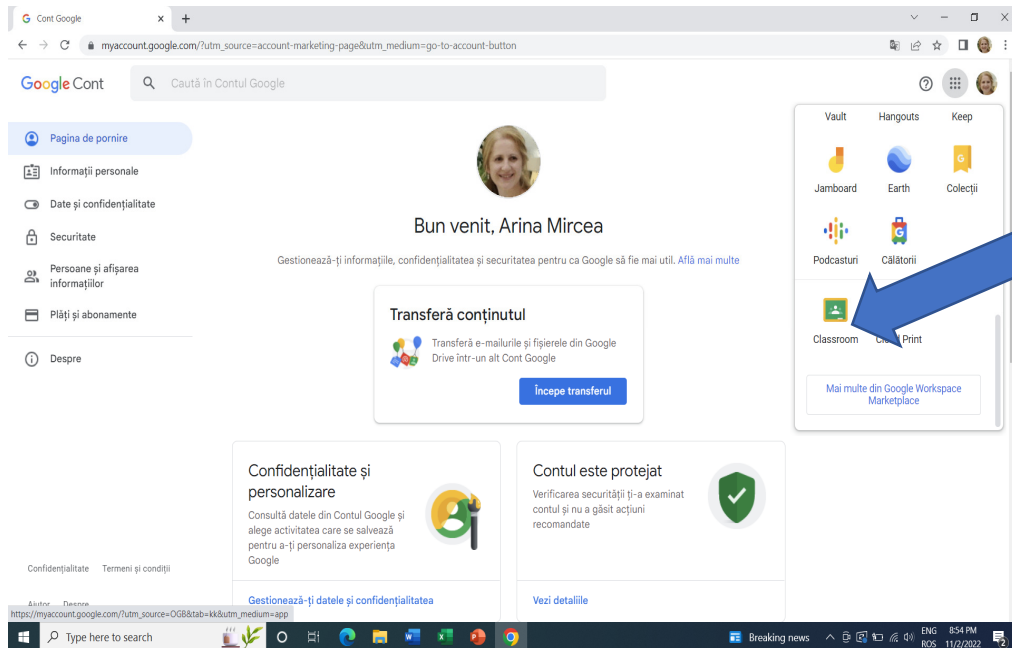 Cont Google
myaccount.google.com/?utm_source=account-marketing-page&utm_medium=go-to-account-button
Google Cont
Caută în Contul Google
Pagina de pornire
Informații personale
Date și confidențialitate
Securitate
Persoane și afișarea
informațiilor
Plăți și abonamente
Despre
Bun venit, Arina Mircea
Gestionează-ți informațiile, confidențialitatea și securitatea pentru ca Google să fie mai util. Află mai multe
Transferă conținutul
Transferă e-mailurile și fișierele din Google
Drive într-un alt Cont Google
Începe transferul
Confidențialitate și
personalizare
Consultă datele din Contul Google și
alege activitatea care se salvează
pentru a-ți personaliza experiența
Google
Gestionează-ți datele și confidențialitatea
Contul este protejat
Verificarea securității ți-a examinat
contul și nu a găsit acțiuni
recomandate
Vezi detaliile
Vault Hangouts Keep
Jamboard Earth Colecții
Podcasturi Călătorii
Classroom Print
Mai multe din Google Workspace
Marketplace
Confidențialitate Termeni și condiții
Ajutor Despre
https://myaccount.google.com/?utm_source=OGB&tab=kk&utm_medium=app
Type here to search
Breaking news
ENG
ROS
8:54 PM
11/2/2022
2